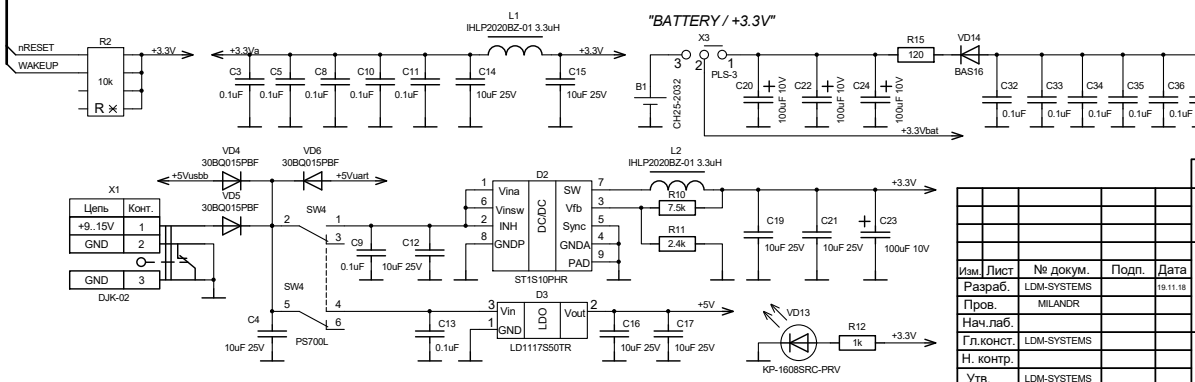 nRESET
WAKEUP
R2
10k
R
+3.3V
+3.3Va
L1
IHLP2020BZ-01 3.3uH
+3.3V
C3
0.1uF
C5
0.1uF
C8
0.1uF
C10
0.1uF
C11
0.1uF
C14
10uF 25V
C15
10uF 25V
"BATTERY / +3.3V"
X3
3 2 1
PLS-3
B1
CH25-2032
C20
100uF 10V
C22
100uF 10V
C24
100uF 10V
R15
120
VD14
BAS16
C32
0.1uF
C33
0.1uF
C34
0.1uF
C35
0.1uF
C36
0.1uF
+3.3Vbat
VD4
30BQ015PBF
VD6
30BQ015PBF
+5Vusbb
+5Vuart
VD5
30BQ015PBF
X1
Цепь Конт.
+9..15V 1
GND 2
GND 3
DJK-02
SW4
2 1
3
C9
0.1uF
C12
10uF 25V
D2
1 Vina
6 Vinsw
2 INH
8 GNDP
DC/DC
SW 7
Vfb 3
Sync 5
GNDA 4
PAD 9
ST1S10PHR
L2
IHLP2020BZ-01 3.3uH
R10
7.5k
R11
2.4k
+3.3V
C19
10uF 25V
C21
10uF 25V
C23
100uF 10V
SW4
5 4
6
PS700L
C4
10uF 25V
C13
0.1uF
D3
3 Vin
1 GND
LDO
Vout 2
LD1117S50TR
+5V
C16
10uF 25V
C17
10uF 25V
VD13
KP-1608SRC-PRV
R12
1k
+3.3V
Изм. Лист № докум. Подп. Дата
Разраб. LDM-SYSTEMS 19.11.18
Пров. MILANDR
Нач.лаб.
Гл.конст. LDM-SYSTEMS
Н. контр.
Утв. LDM-SYSTEMS